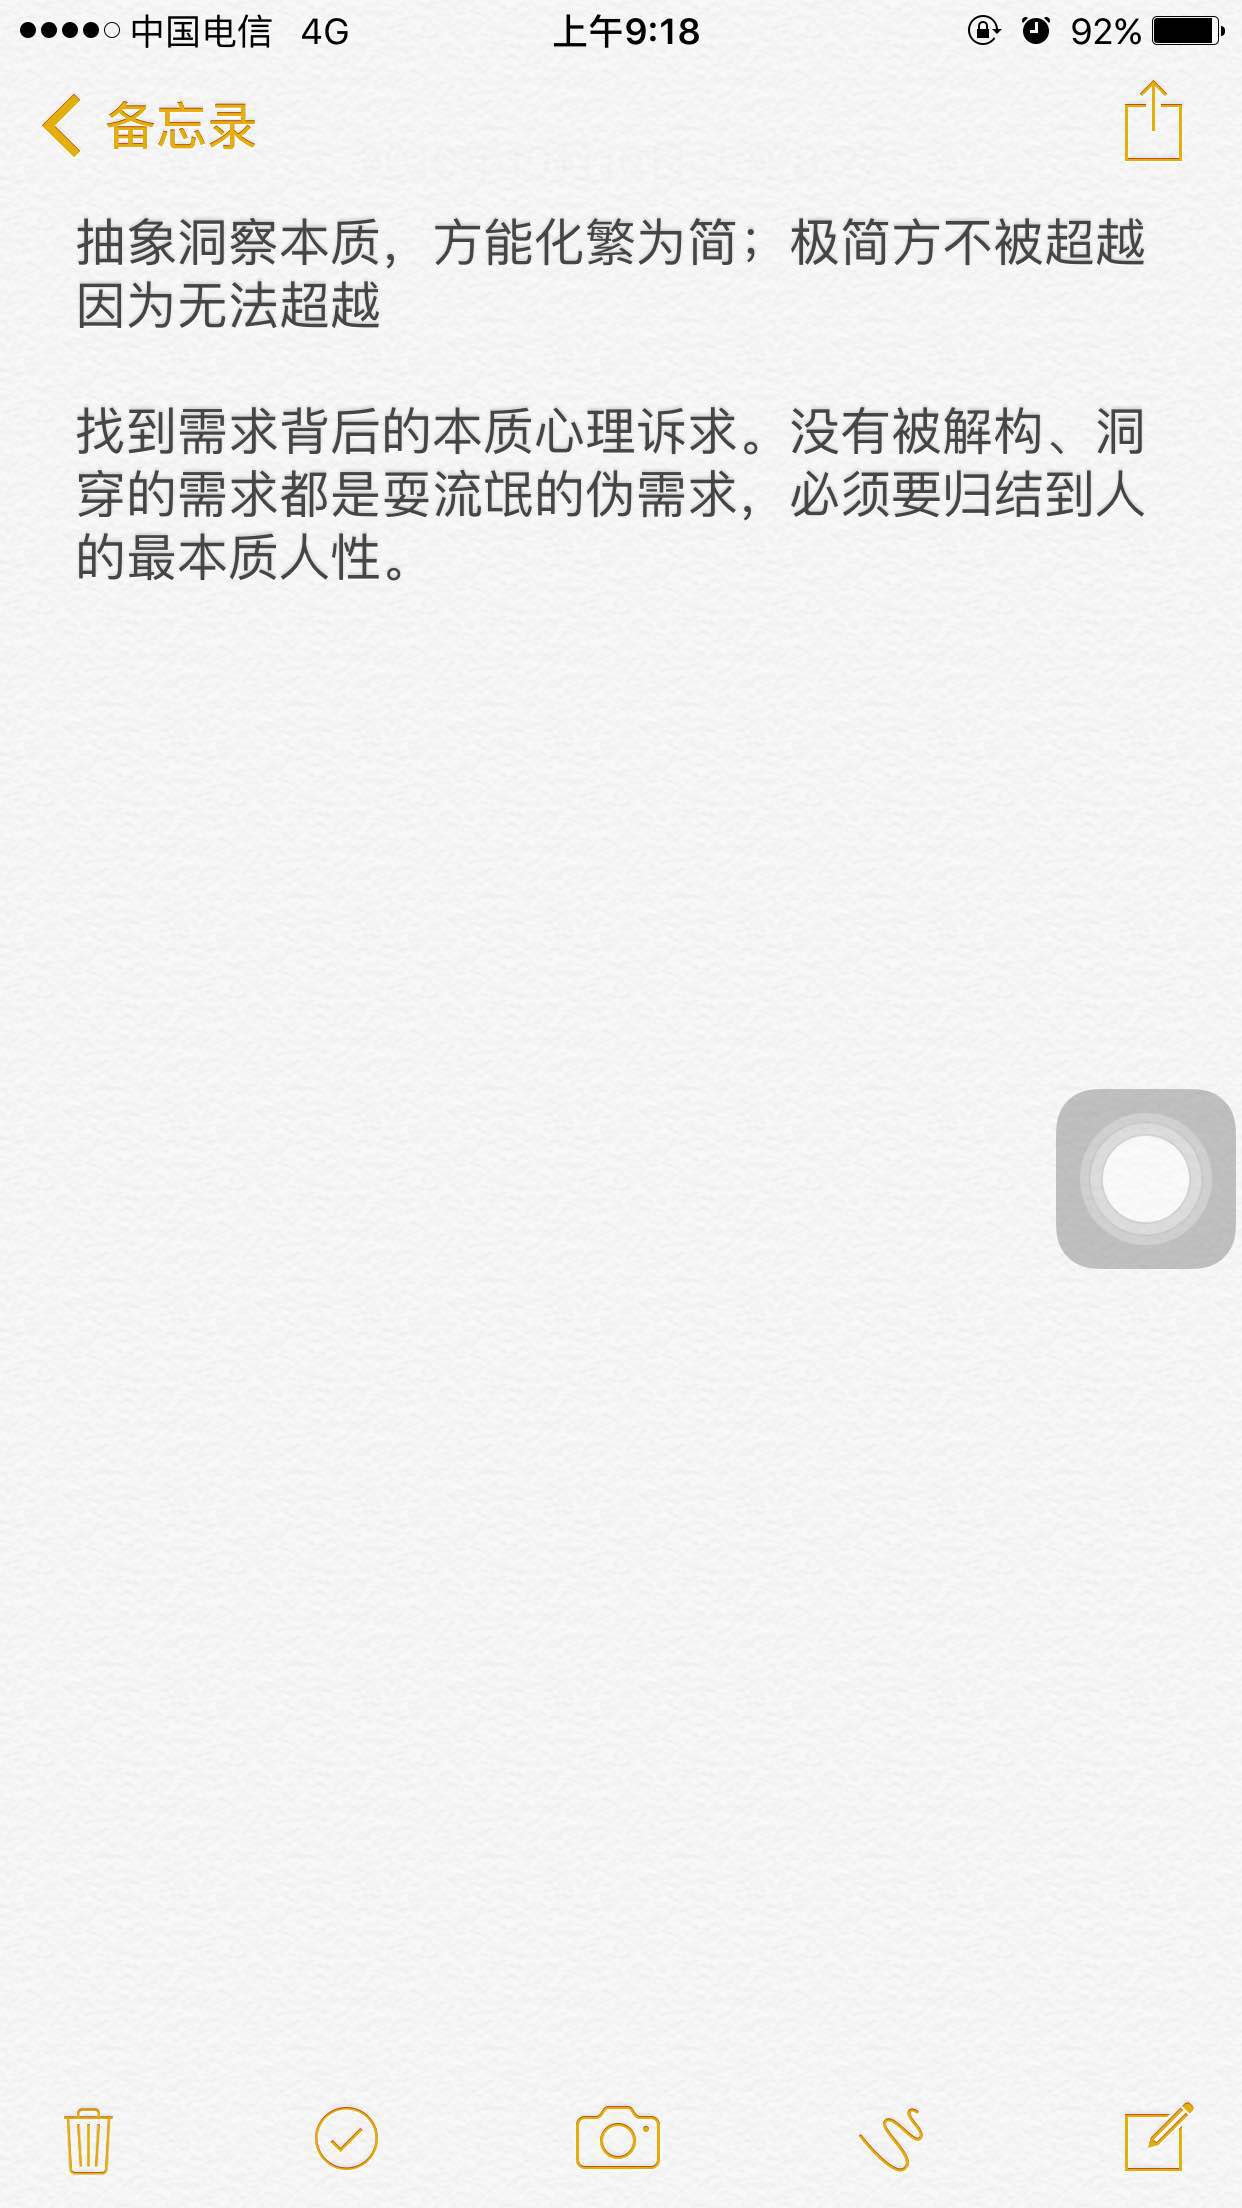 中国电信 4G 上午9:18 92%
备忘录
抽象洞察本质，方能化繁为简；极简方不被超越
因为无法超越
找到需求背后的本质心理诉求。没有被解构、洞
穿的需求都是耍流氓的伪需求，必须要归结到人
的最本质人性。